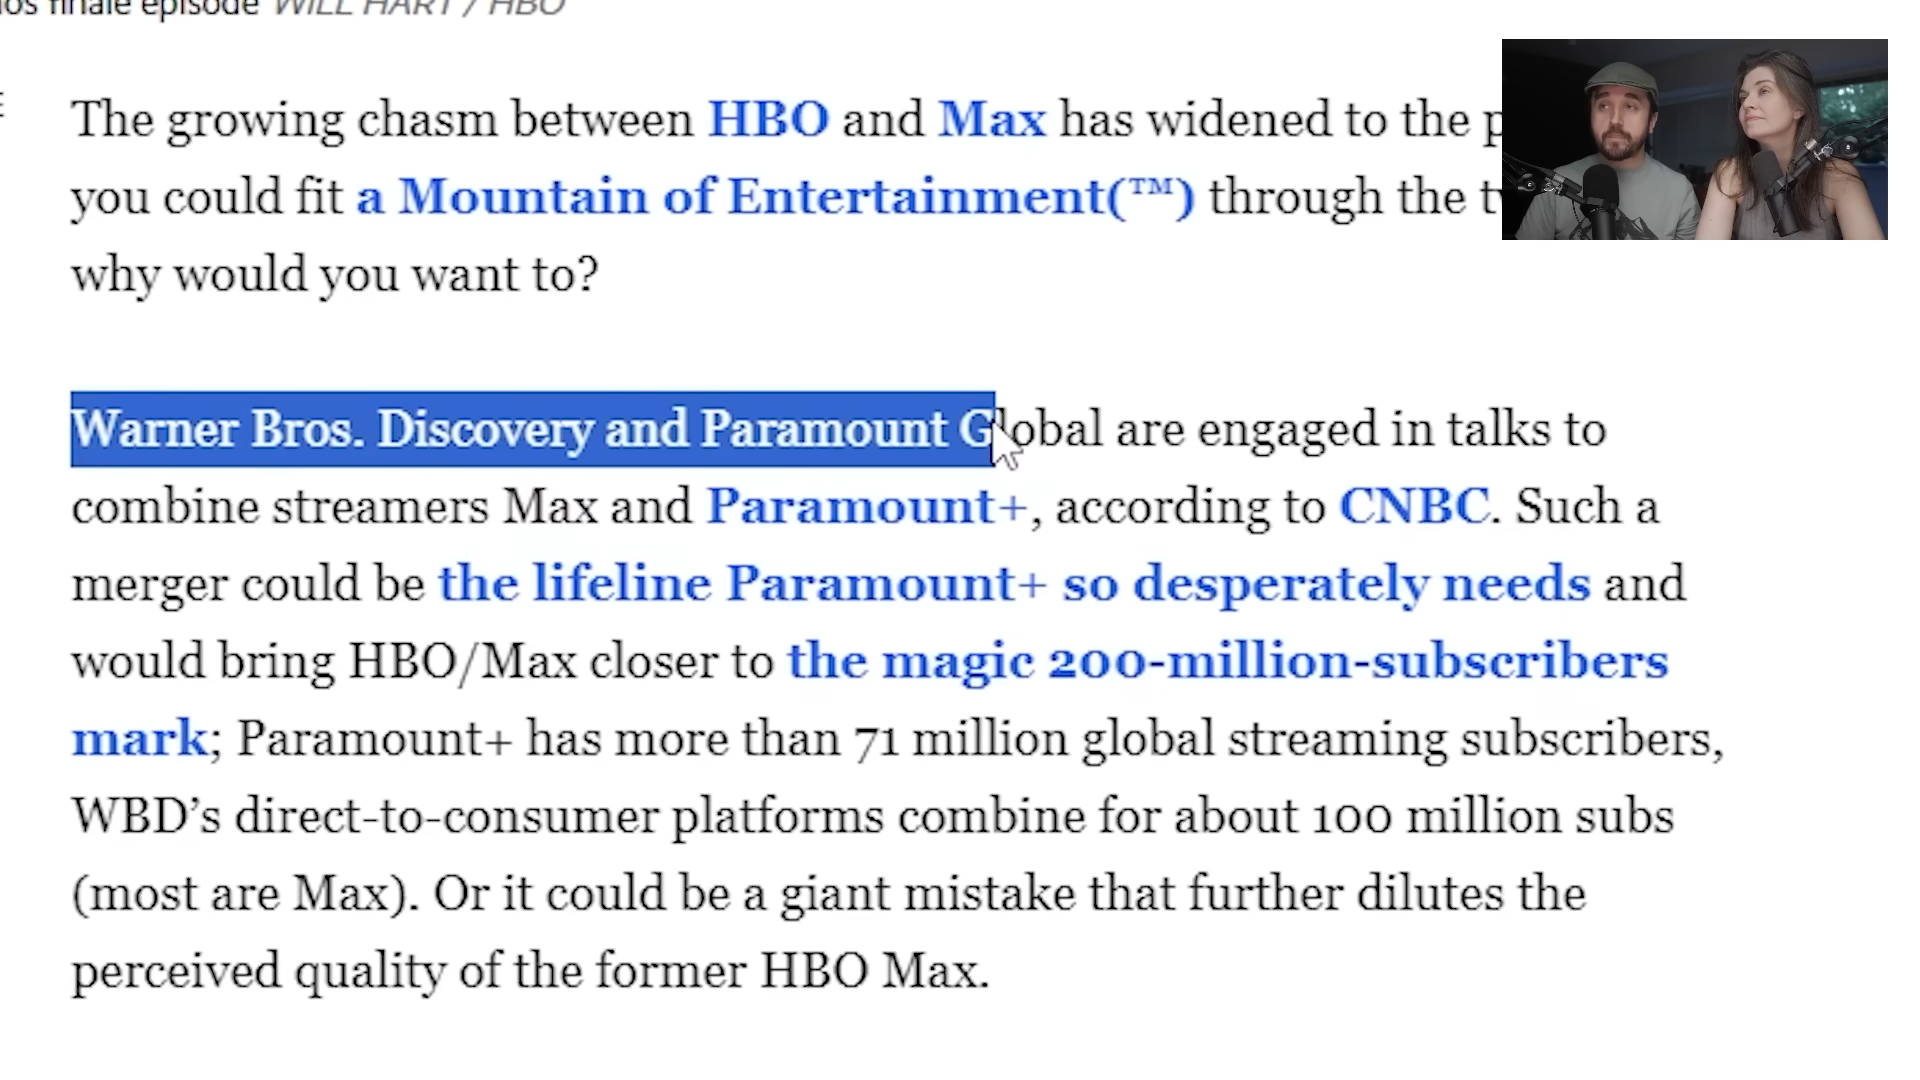 finale episode WILL HART / HBO
The growing chasm between HBO and Max has widened to the
you could fit a Mountain of Entertainment(™) through the
why would you want to?
Warner Bros. Discovery and Paramount Global are engaged in talks to
combine streamers Max and Paramount+, according to CNBC. Such a
merger could be the lifeline Paramount+ so desperately needs and
would bring HBO/Max closer to the magic 200-million-subscribers
mark; Paramount+ has more than 71 million global streaming subscribers,
WBD’s direct-to-consumer platforms combine for about 100 million subs
(most are Max). Or it could be a giant mistake that further dilutes the
perceived quality of the former HBO Max.